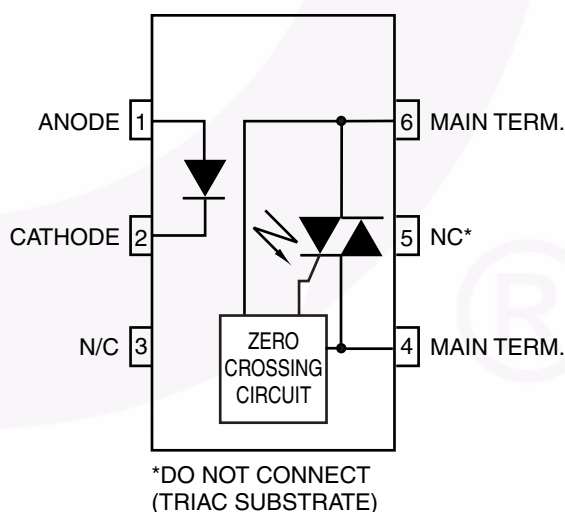 ANODE 1
6 MAIN TERM.
CATHODE 2
5 NC*
N/C 3
4 MAIN TERM.
ZERO
CROSSING
CIRCUIT
*DO NOT CONNECT
(TRIAC SUBSTRATE)
®